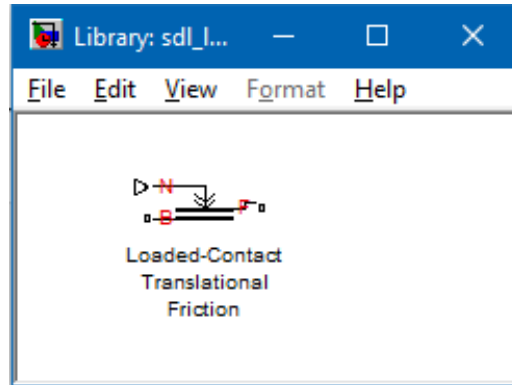 Library: sdl_l...
File Edit View Format Help
N
B F
Loaded-Contact
Translational
Friction